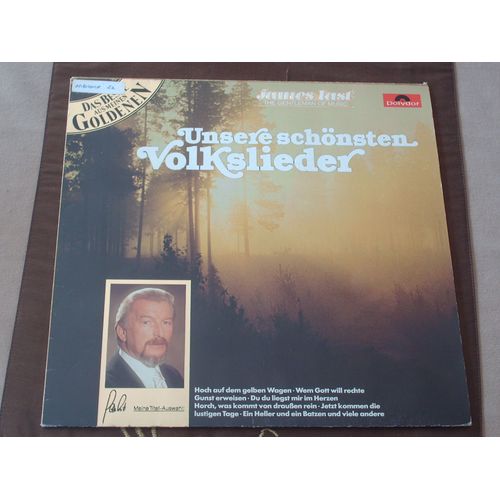 DAS BE
AUS MEINEN
GOLDENEN
james last
THE GENTLEMAN OF MUSIC
Polydor
Unsere schönsten
Volkslieder
Meine Titel-Auswahl
Hoch auf dem gelben Wagen · Wem Gott will rechte
Gunst erweisen · Du du liegst mir im Herzen
Horch, was kommt von draußen rein · Jetzt kommen die
lustigen Tage · Ein Heller und ein Batzen und viele andere